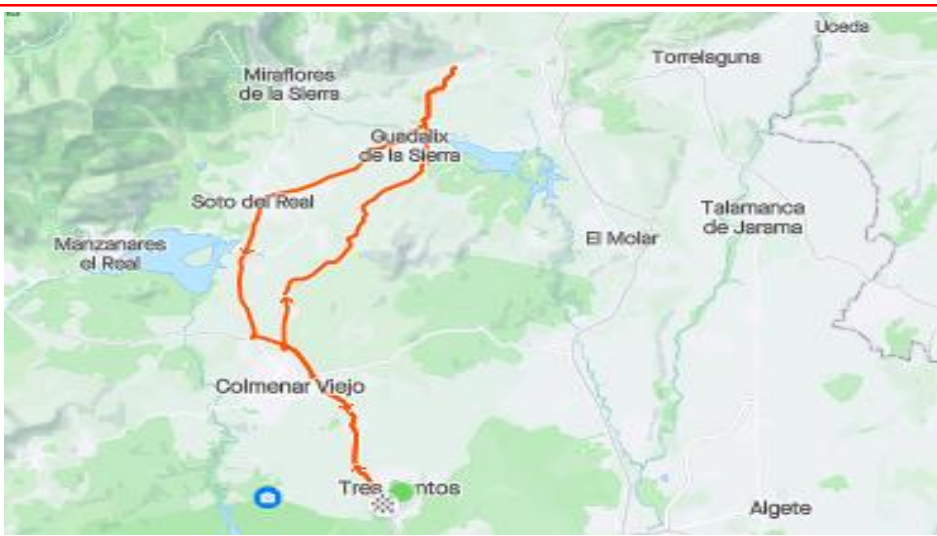 Uceda
Torrelaguna
Miraflores
de la Sierra
Guadalix
de la Sierra
Soto del Real
Talamanca
de Jarama
El Molar
Manzanares
el Real
Colmenar Viejo
Tres ntos
Algete